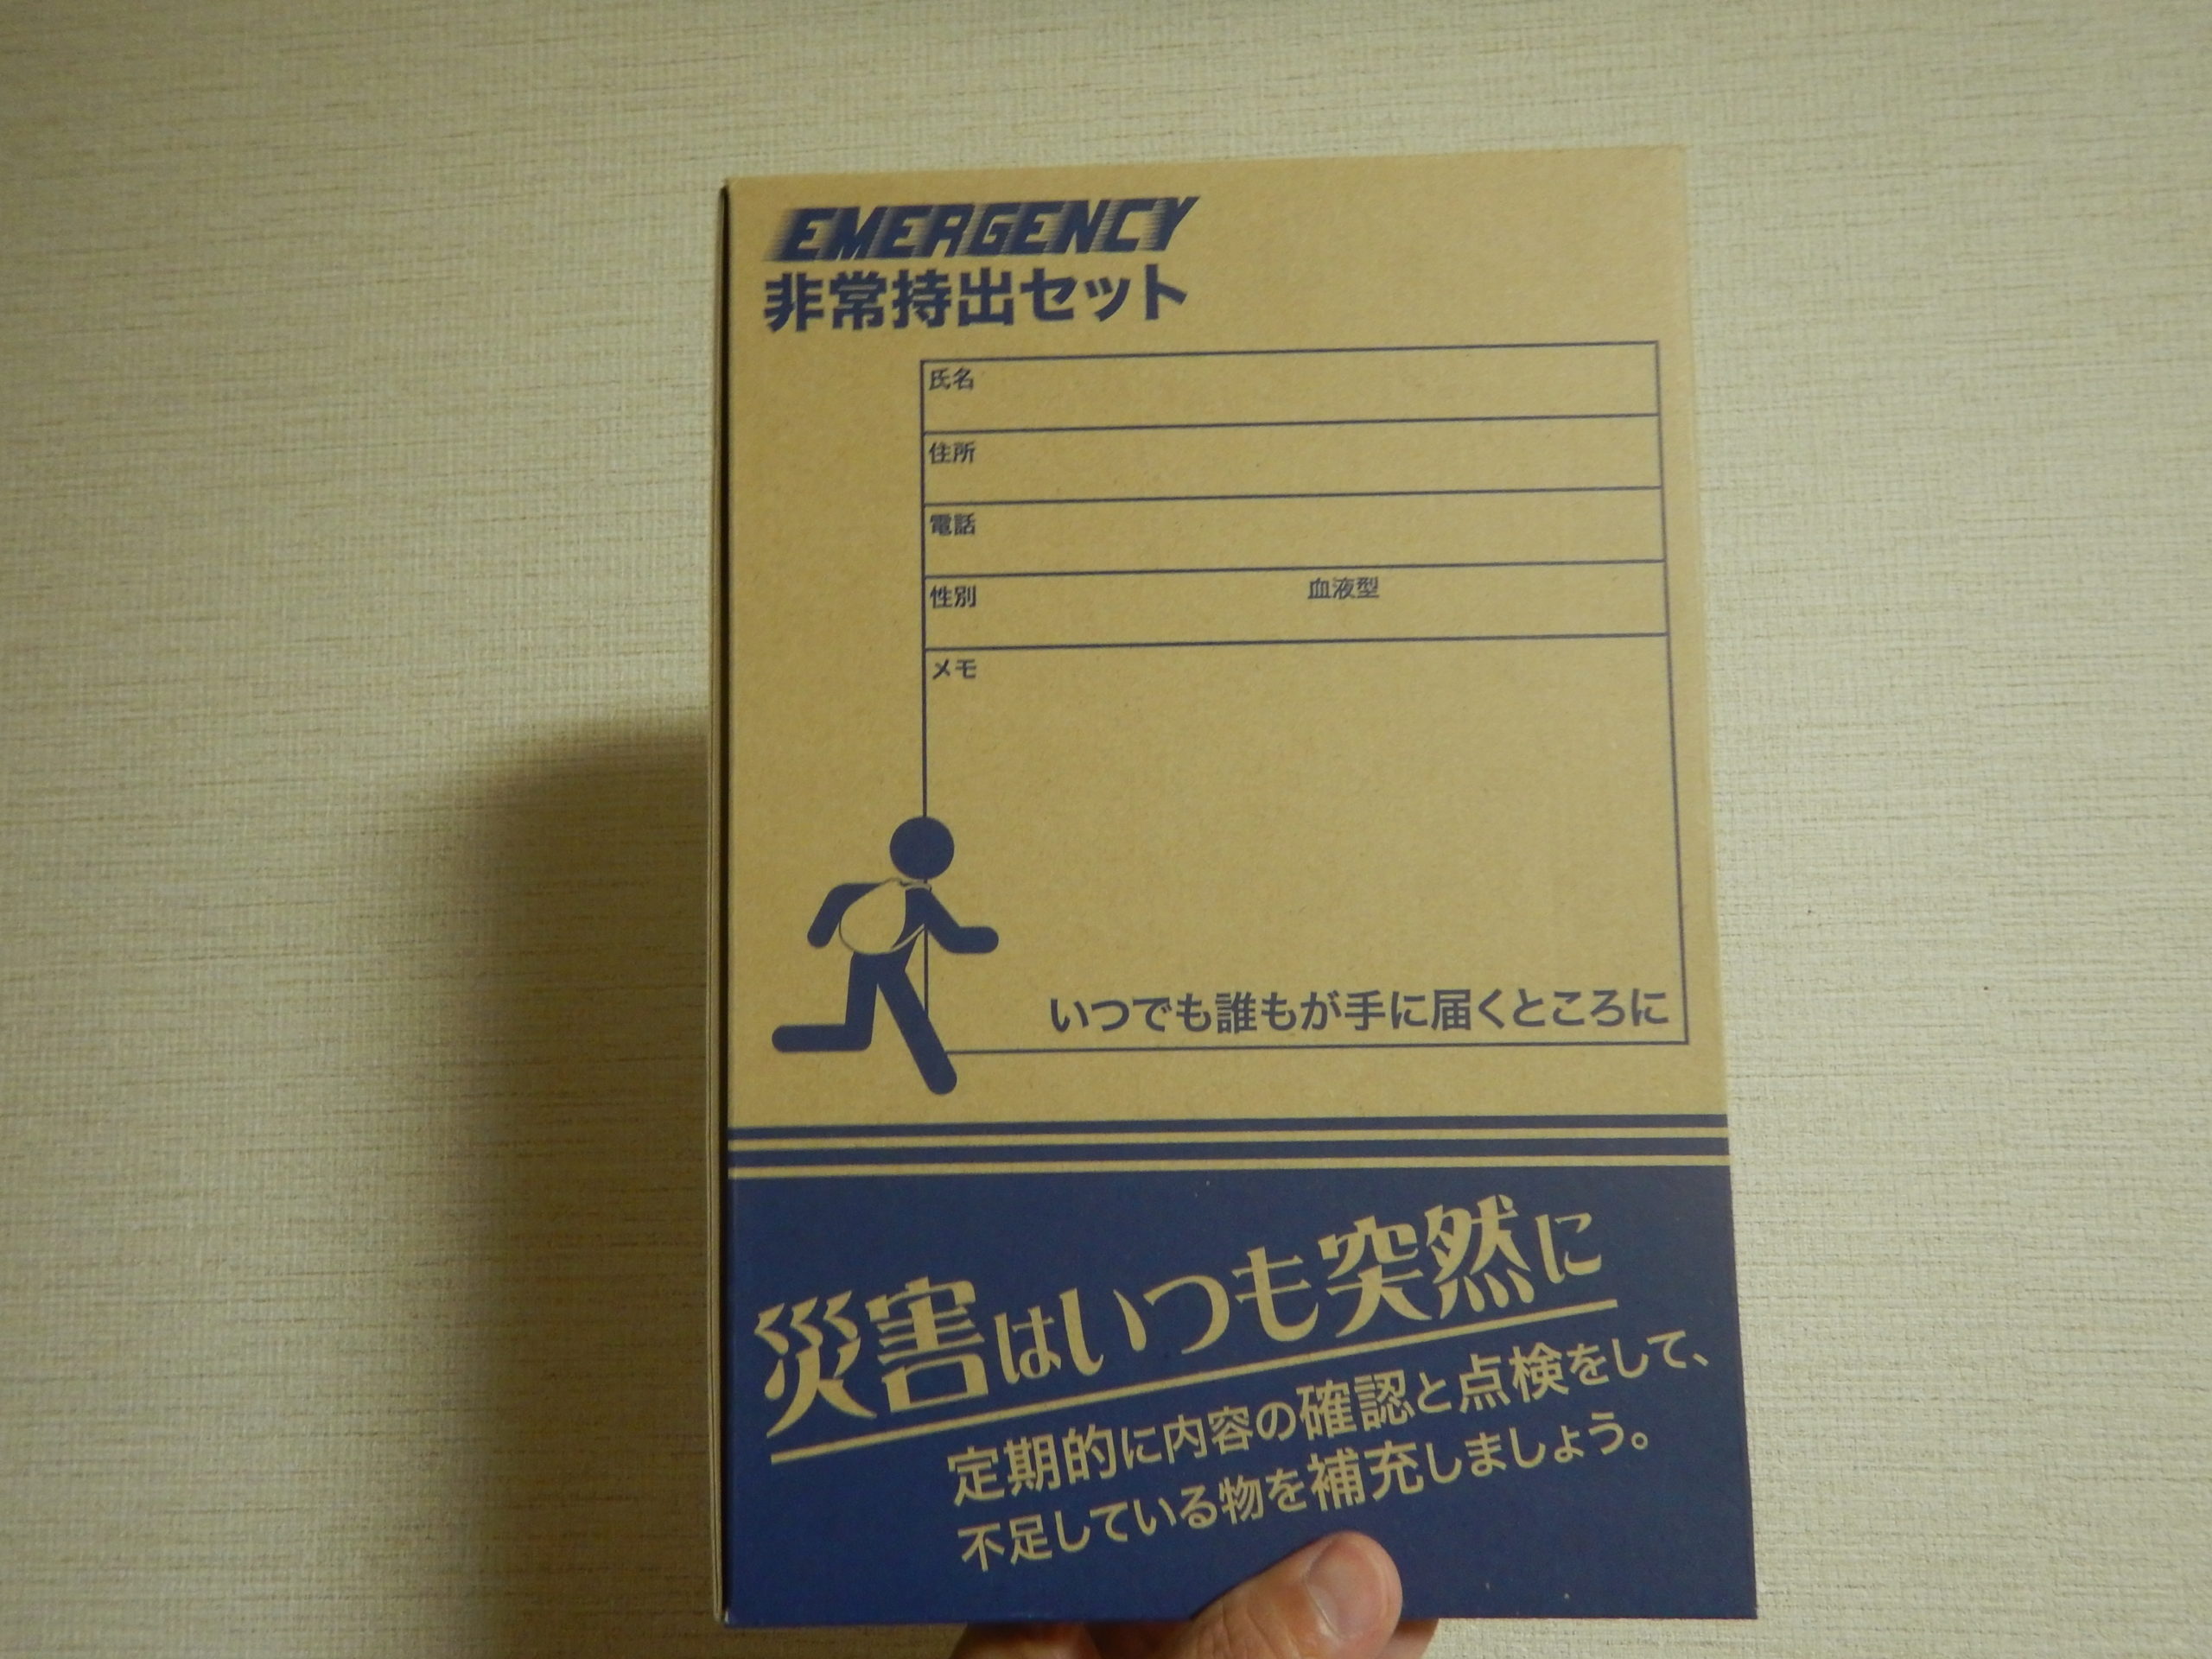 EMERGENCY
非常持出セット
氏名
住所
電話
性別 血液型
メモ
いつでも誰もが手に届くところに
災害はいつも突然に
定期的に内容の確認と点検をして、
不足している物を補充しましょう。